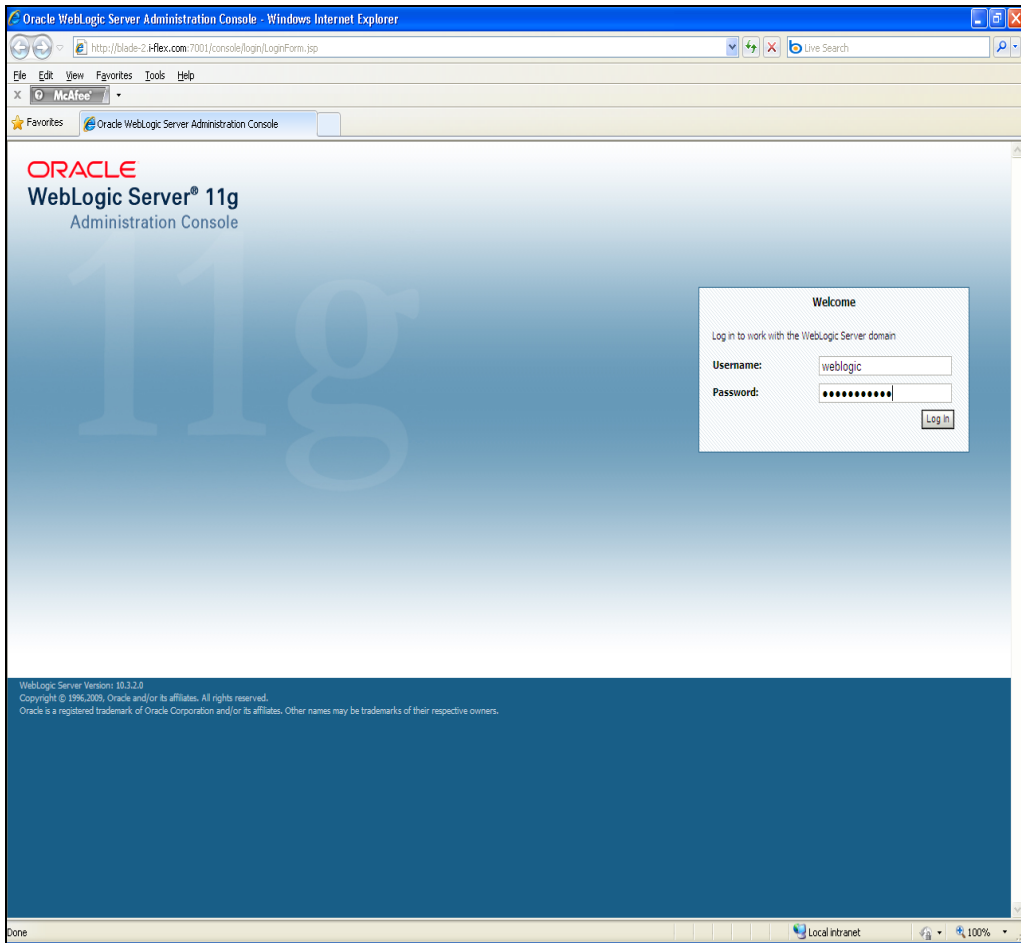 Oracle WebLogic Server Administration Console - Windows Internet Explorer
http://blade-2.i-flex.com:7001/console/login/LoginForm.jsp
Live Search
File Edit View Favorites Tools Help
X McAfee
Favorites
Oracle WebLogic Server Administration Console
ORACLE
WebLogic Server® 11g
Administration Console
11g
Welcome
Log in to work with the WebLogic Server domain
Username: weblogic
Password: •••••••••••
Log In
WebLogic Server Version: 10.3.2.0
Copyright © 1996,2009, Oracle and/or its affiliates. All rights reserved.
Oracle is a registered trademark of Oracle Corporation and/or its affiliates. Other names may be trademarks of their respective owners.
Done
Local intranet
100%